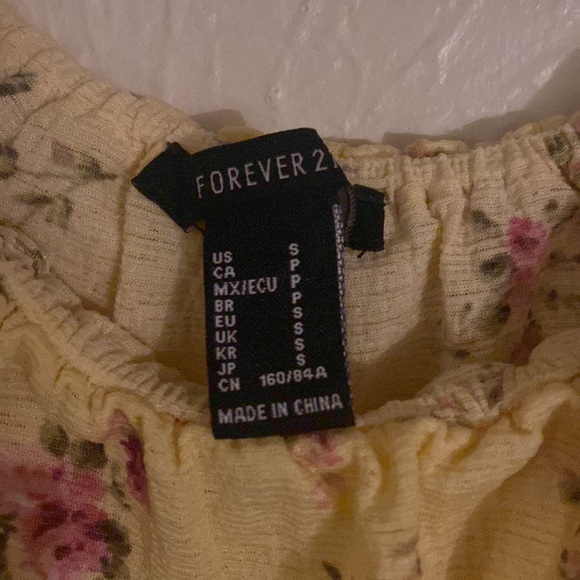 FOREVER 21
US S
CA P
MX/ECU P
BR P
EU S
UK S
KR S
JP S
CN 160/84A
MADE IN CHINA